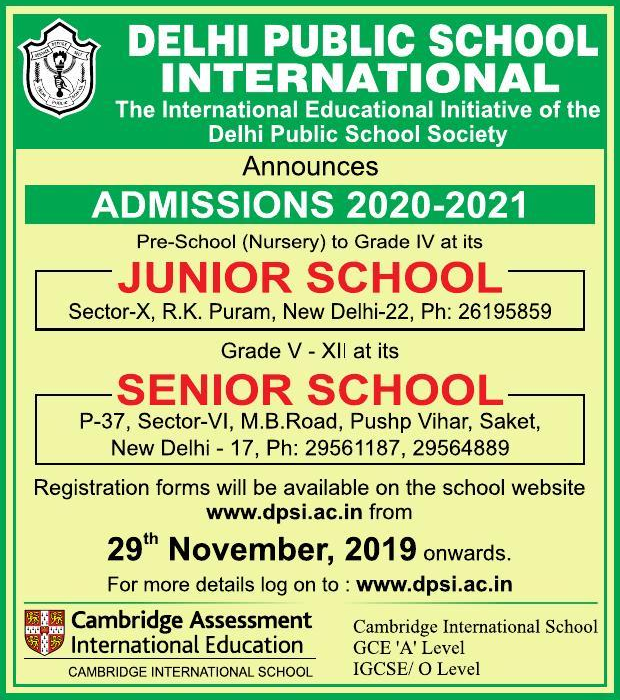 DELHI PUBLIC SCHOOL
INTERNATIONAL
The International Educational Initiative of the
Delhi Public School Society
Announces
ADMISSIONS 2020-2021
Pre-School (Nursery) to Grade IV at its
JUNIOR SCHOOL
Sector-X, R.K. Puram, New Delhi-22, Ph: 26195859
Grade V - XII at its
SENIOR SCHOOL
P-37, Sector-VI, M.B.Road, Pushp Vihar, Saket,
New Delhi - 17, Ph: 29561187, 29564889
Registration forms will be available on the school website
www.dpsi.ac.in from
29th November, 2019 onwards.
For more details log on to : www.dpsi.ac.in
Cambridge Assessment
International Education
CAMBRIDGE INTERNATIONAL SCHOOL
Cambridge International School
GCE 'A' Level
IGCSE/ O Level